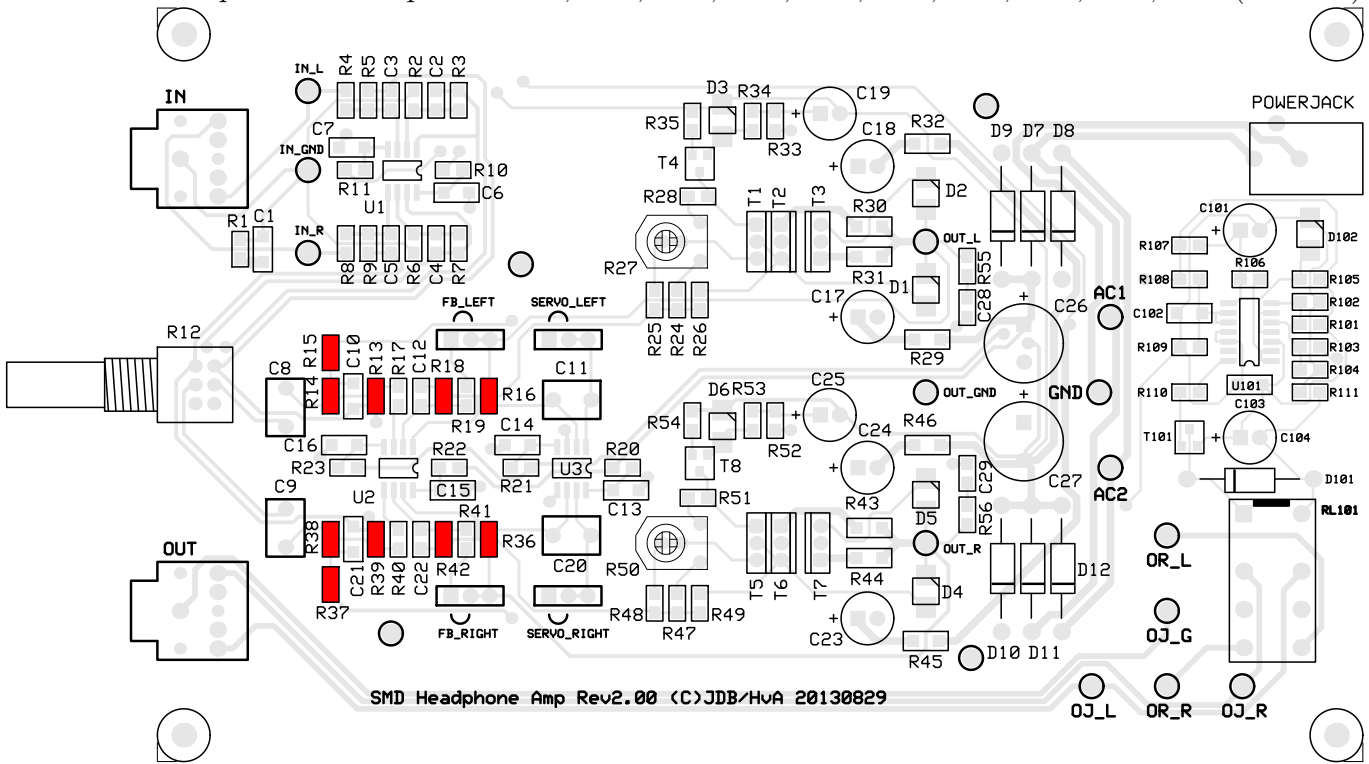 IN
IN_L
R4
R5
C3
R2
C2
R3
C7
IN_GND
R11
R10
C6
U1
R1
C1
IN_R
R8
R9
C5
R6
C4
R7
D3
R34
R35
+
R33
C19
T4
R28
C18
+
R32
D2
T1
T2
T3
R30
OUT_L
R27
R31
R55
D1
C28
C17
+
R29
R25
R24
R26
D9
D7
D8
POWERJACK
C101
+
D102
R107
R106
R108
R105
C102
R102
R101
R109
R103
R104
R110
U101
R111
C103
T101
+
C104
D101
RL101
+
C26
AC1
GND
+
C27
AC2
FB_LEFT
SERVO_LEFT
R12
R15
C10
R13
R17
C12
R18
C8
R14
R16
R19
C11
C16
R22
C14
R23
C15
R21
U3
R20
C13
C9
U2
R41
R38
R36
C21
R39
R40
C22
R42
C20
R37
FB_RIGHT
SERVO_RIGHT
OUT
D6
R53
C25
R54
+
R52
OUT_GND
R46
C24
+
T8
R51
R43
C29
D5
R56
R50
OUT_R
T5
T6
T7
R44
D4
R48
R47
R49
C23
+
R45
D12
D10
D11
OR_L
OJ_G
OJ_L
OR_R
OJ_R
SMD Headphone Amp Rev2.00 (C)JDB/HvA 20130829